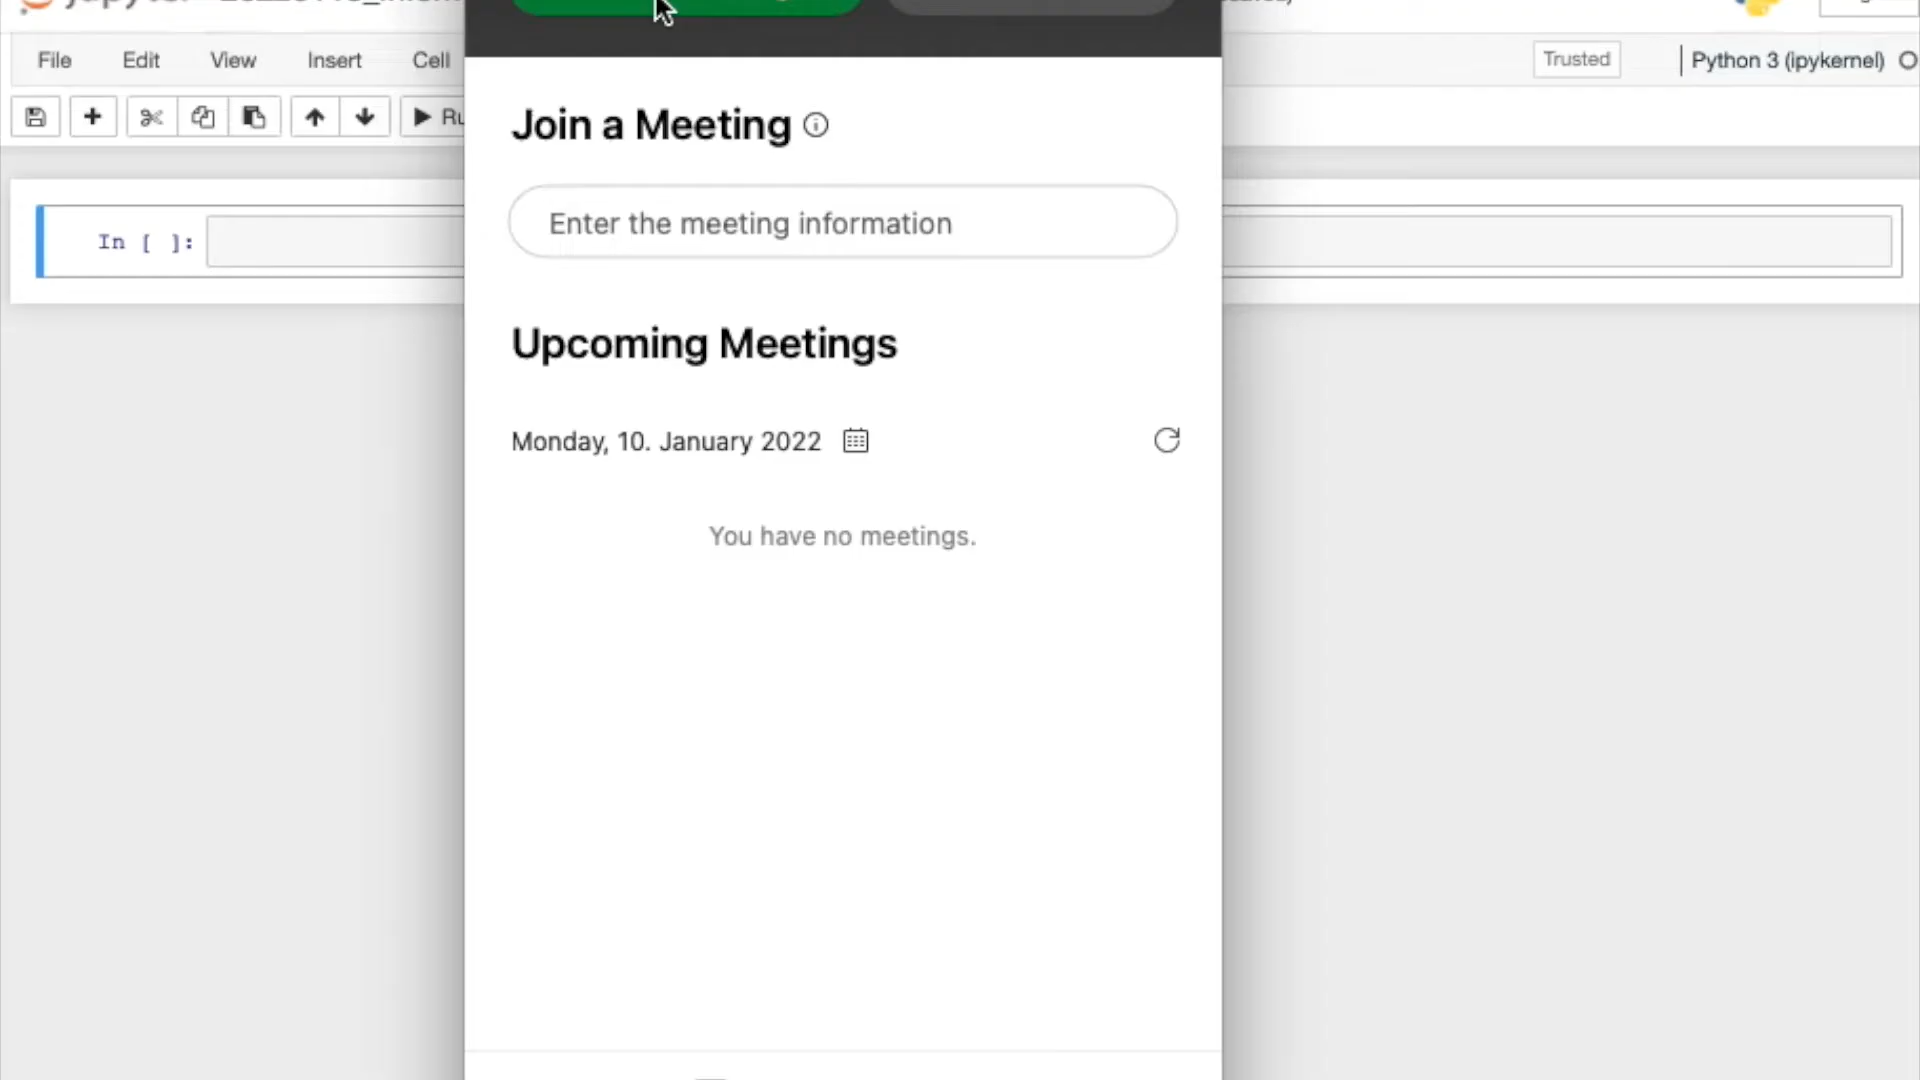 File Edit View Insert Cell
Trusted
Python 3 (ipykernel)
Join a Meeting
In [ ]:
Enter the meeting information
Upcoming Meetings
Monday, 10. January 2022
You have no meetings.